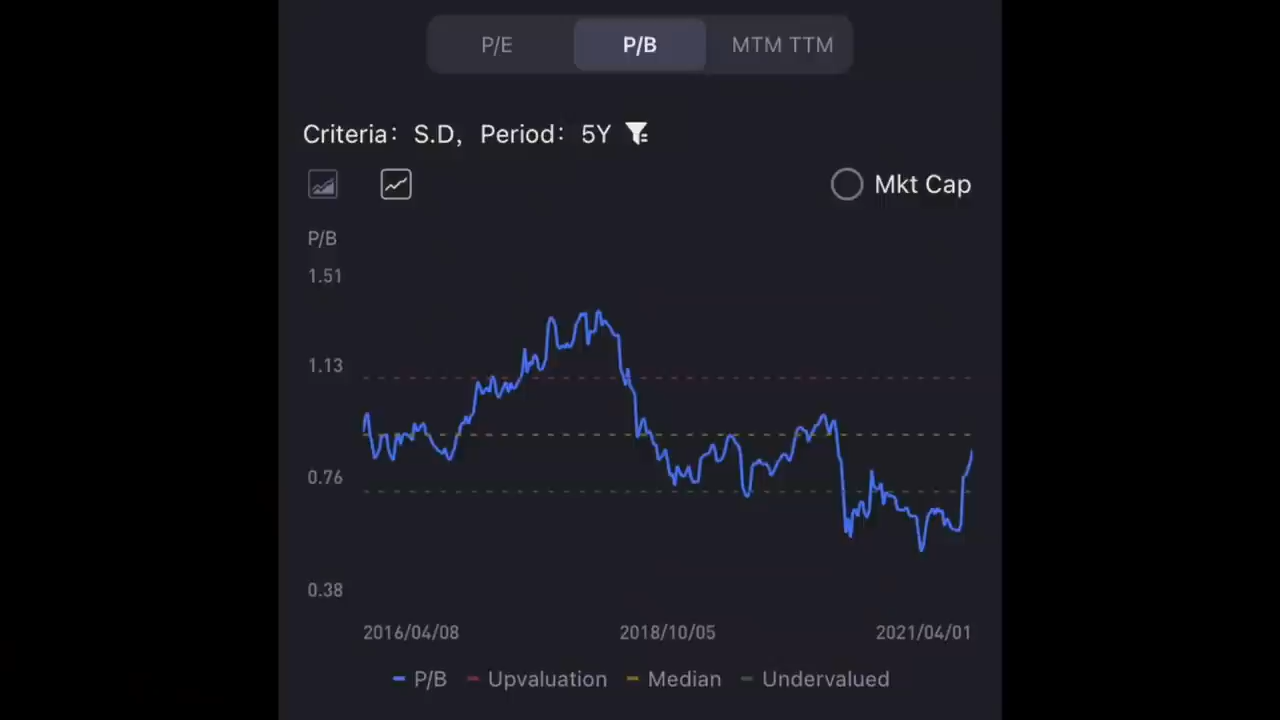 P/E P/B MTM TTM
Criteria: S.D, Period: 5Y
Mkt Cap
P/B
1.51
1.13
0.76
0.38
2016/04/08 2018/10/05 2021/04/01
P/B Upvaluation Median Undervalued